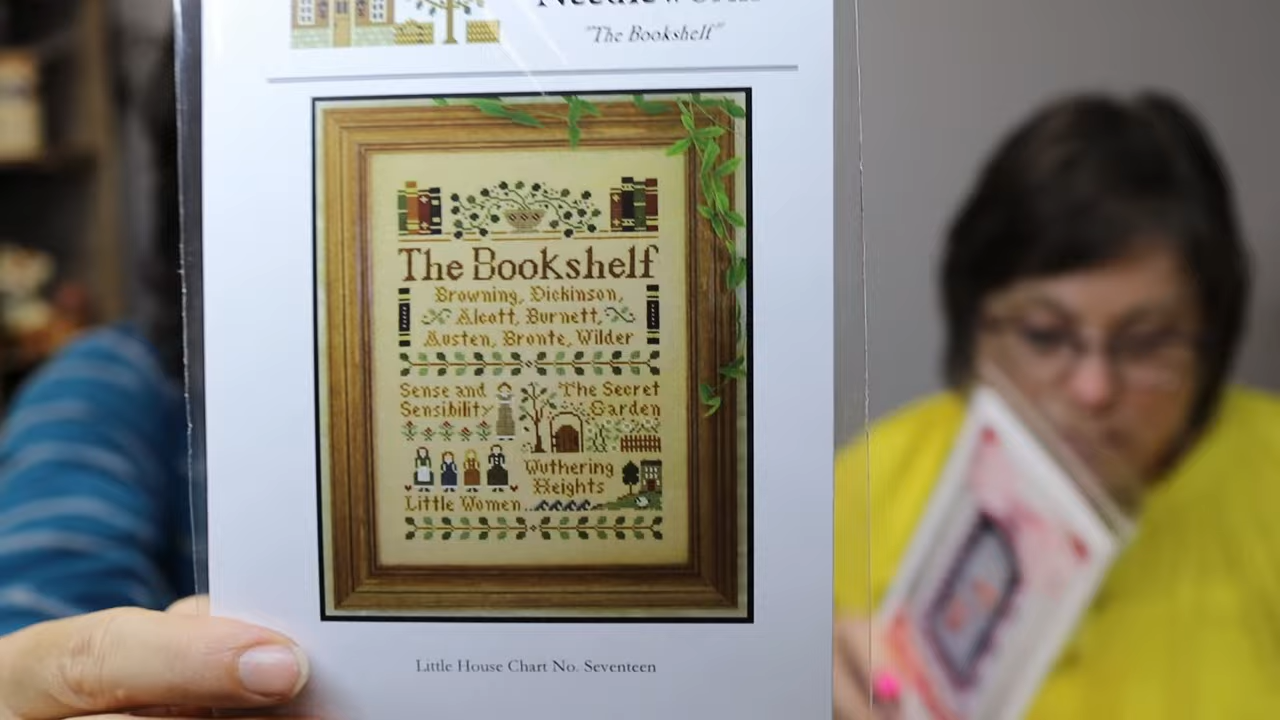 "The Bookshelf"
The Bookshelf
Browning, Dickinson,
Alcott, Burnett,
Austen, Bronte, Wilder
Sense and
Sensibility
The Secret
Garden
Wuthering
Heights
Little Women
Little House Chart No. Seventeen